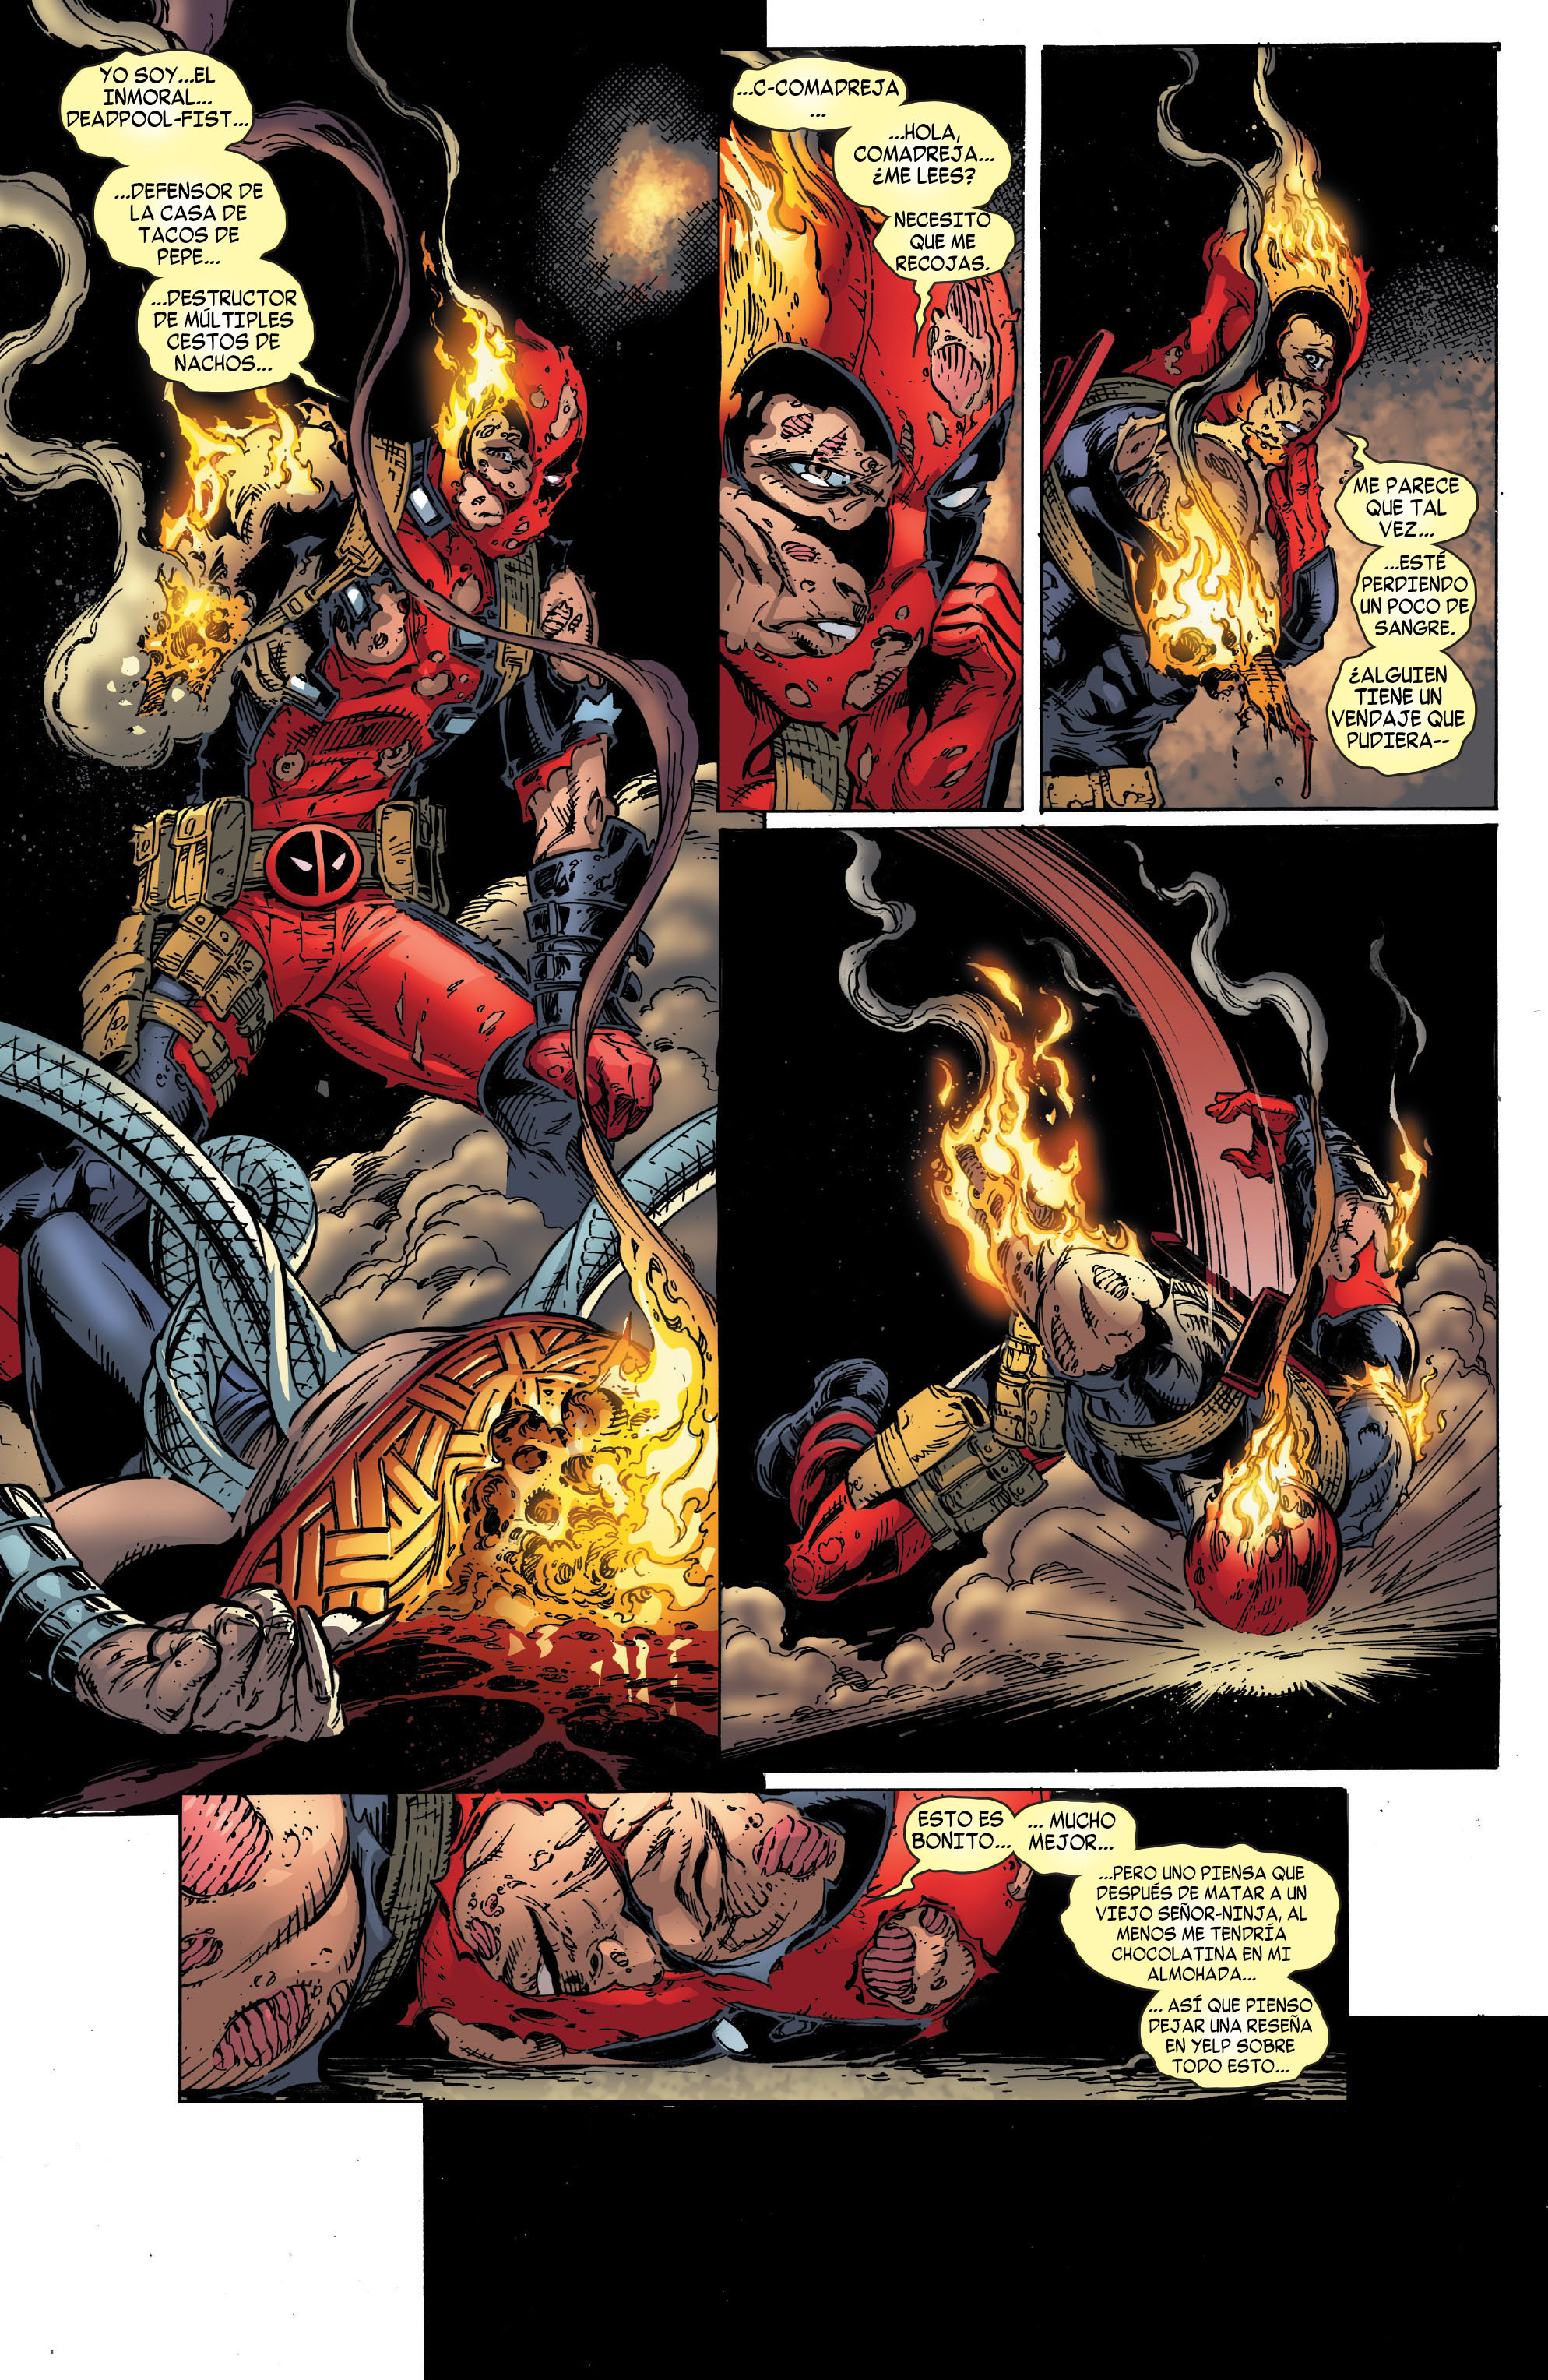 YO SOY...EL
INMORAL...
DEADPOOL-FIST...
...DEFENSOR DE
LA CASA DE
TACOS DE
PEPE...
...DESTRUCTOR
DE MÚLTIPLES
CESTOS DE
NACHOS...
...C-COMADREJA
...
...HOLA,
COMADREJA...
¿ME LEES?
NECESITO
QUE ME
RECOJAS.
ME PARECE
QUE TAL
VEZ...
...ESTÉ
PERDIENDO
UN POCO DE
SANGRE.
¿ALGUIEN
TIENE UN
VENDAJE QUE
PUDIERA--
ESTO ES
BONITO...
... MUCHO
MEJOR...
...PERO UNO PIENSA QUE
DESPUÉS DE MATAR A UN
VIEJO SEÑOR-NINJA, AL
MENOS ME TENDRÍA
CHOCOLATINA EN MI
ALMOHADA...
... ASÍ QUE PIENSO
DEJAR UNA RESEÑA
EN YELP SOBRE
TODO ESTO...